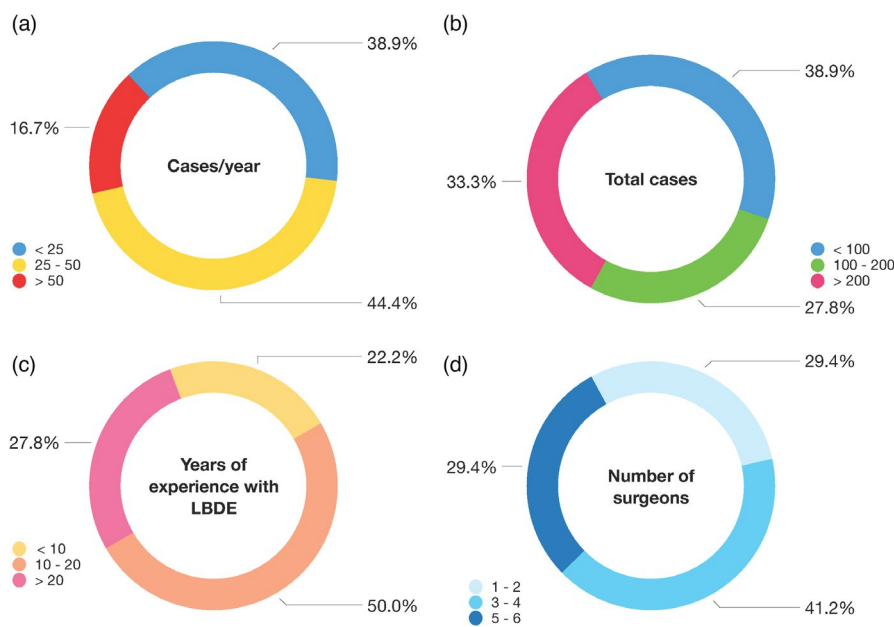 (a)
38.9%
16.7%
Cases/year
< 25
25 - 50
> 50
44.4%
(b)
38.9%
33.3%
Total cases
< 100
100 - 200
> 200
27.8%
(c)
22.2%
27.8%
Years of
experience with
LBDE
< 10
10 - 20
> 20
50.0%
(d)
29.4%
29.4%
Number of
surgeons
1 - 2
3 - 4
5 - 6
41.2%